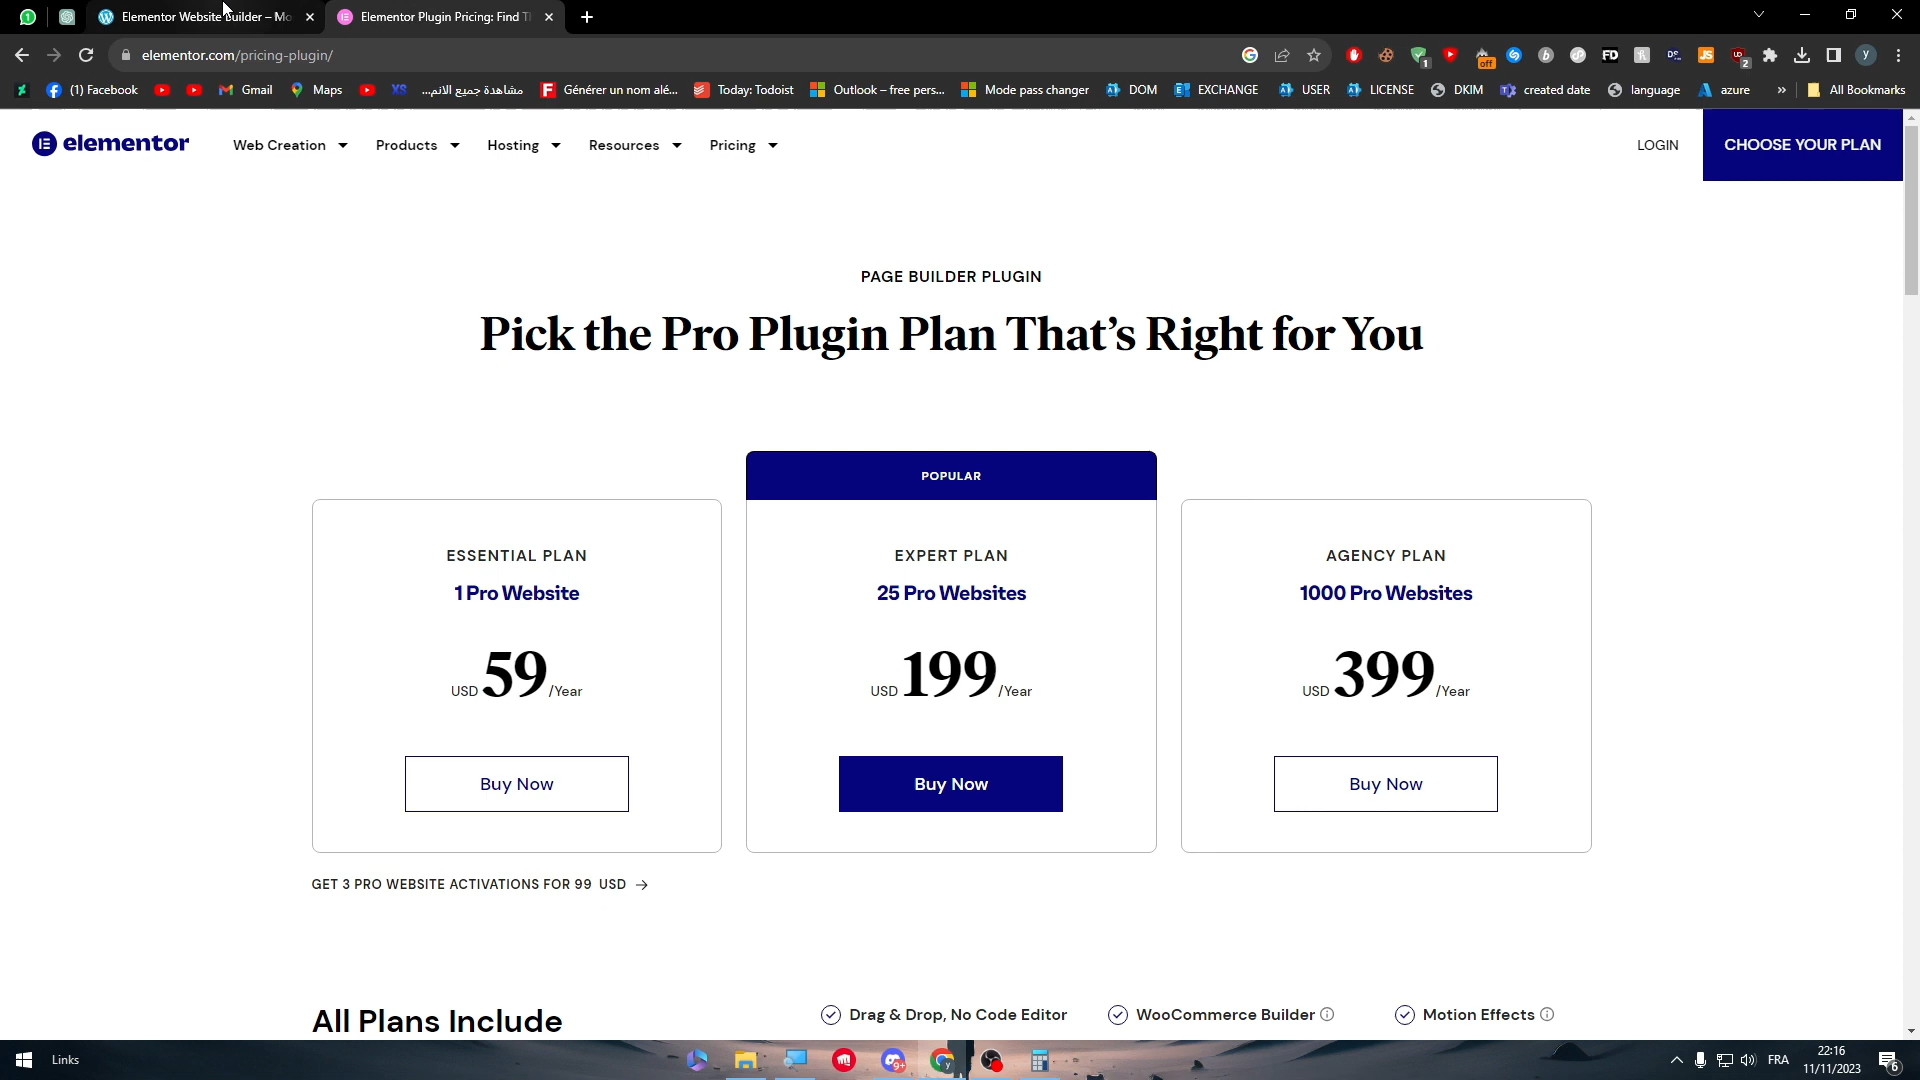 Elementor Website Builder – Mo
Elementor Plugin Pricing: Find T
elementor.com/pricing-plugin/
(1) Facebook
Gmail
Maps
XS
مشاهدة جميع الانم...
Générer un nom alé...
Today: Todoist
Outlook – free pers...
Mode pass changer
DOM
EXCHANGE
USER
LICENSE
DKIM
created date
language
azure
»
All Bookmarks
elementor
Web Creation
Products
Hosting
Resources
Pricing
LOGIN
CHOOSE YOUR PLAN
PAGE BUILDER PLUGIN
Pick the Pro Plugin Plan That's Right for You
POPULAR
ESSENTIAL PLAN
1 Pro Website
USD 59 /Year
Buy Now
EXPERT PLAN
25 Pro Websites
USD 199 /Year
Buy Now
AGENCY PLAN
1000 Pro Websites
USD 399 /Year
Buy Now
GET 3 PRO WEBSITE ACTIVATIONS FOR 99 USD →
All Plans Include
Drag & Drop, No Code Editor
WooCommerce Builder
Motion Effects
Links
FRA
22:16
11/11/2023
6